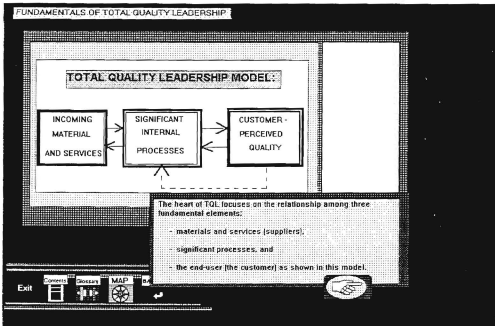 FUNDAMENTALS OF TOTAL QUALITY LEADERSHIP
TOTAL QUALITY LEADERSHIP MODEL:
INCOMING
MATERIAL
AND SERVICES
SIGNIFICANT
INTERNAL
PROCESSES
CUSTOMER -
PERCEIVED
QUALITY
The heart of TQL focuses on the relationship among three
fundamental elements:
- materials and services (suppliers),
- significant processes, and
- the end-user (the customer) as shown in this model.
Exit
Contents
Glossary
MAP